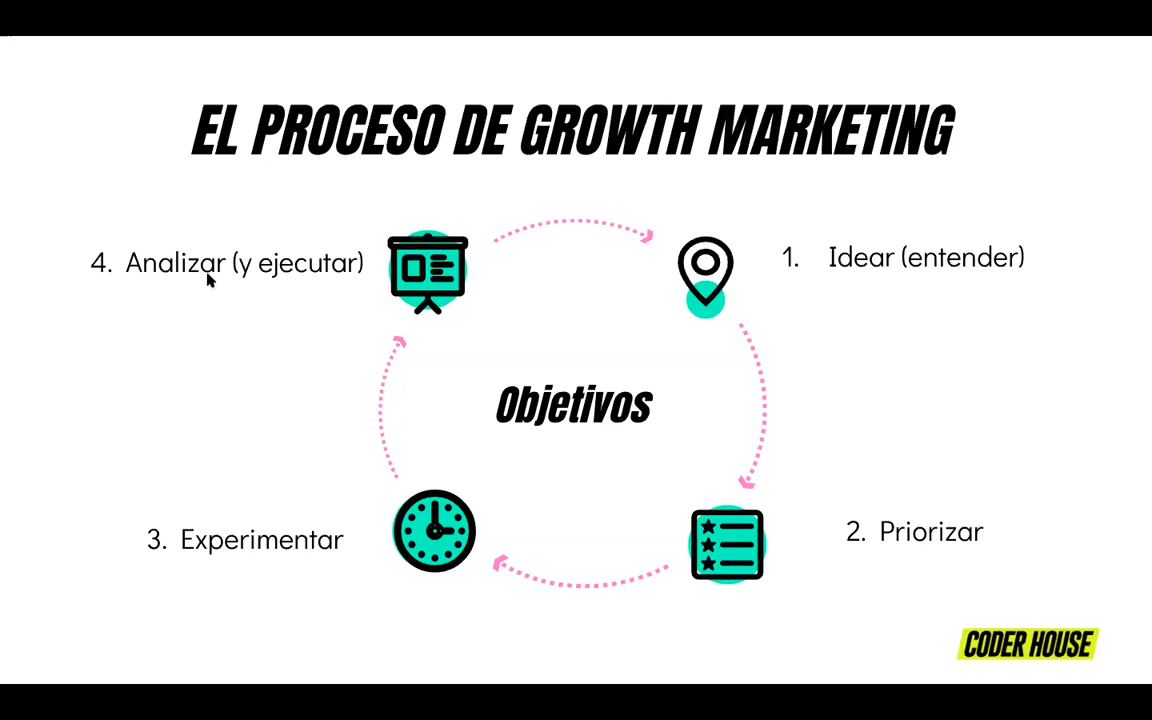 EL PROCESO DE GROWTH MARKETING
4. Analizar (y ejecutar)
1. Idear (entender)
Objetivos
3. Experimentar
2. Priorizar
CODER HOUSE